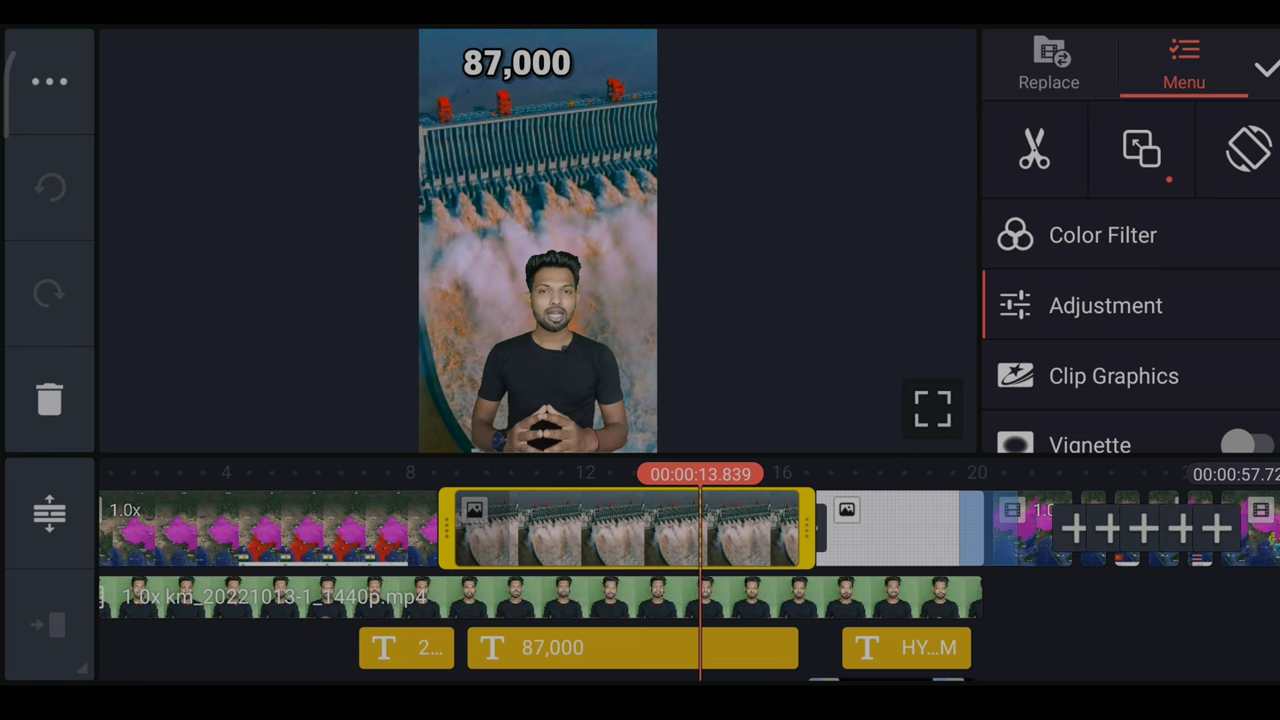 87,000
Replace
Menu
Color Filter
Adjustment
Clip Graphics
Vignette
4
8
12
00:00:13.839
16
20
00:00:57.72
1.0x
1.0x km_20221013-1_1440p.mp4
T 2...
T 87,000
T HY...M